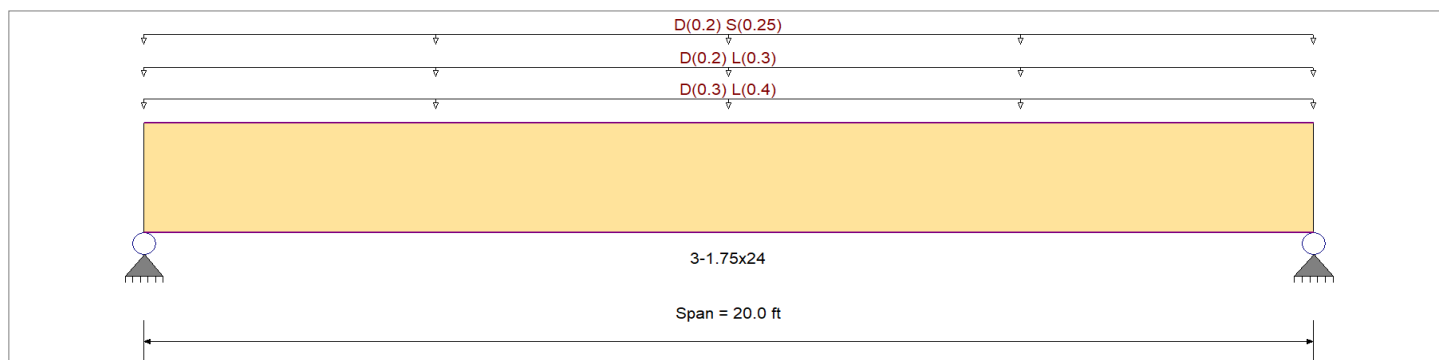 D(0.2) S(0.25)
D(0.2) L(0.3)
D(0.3) L(0.4)
3-1.75x24
Span = 20.0 ft